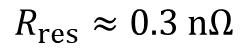 R_res ≈ 0.3 nΩ